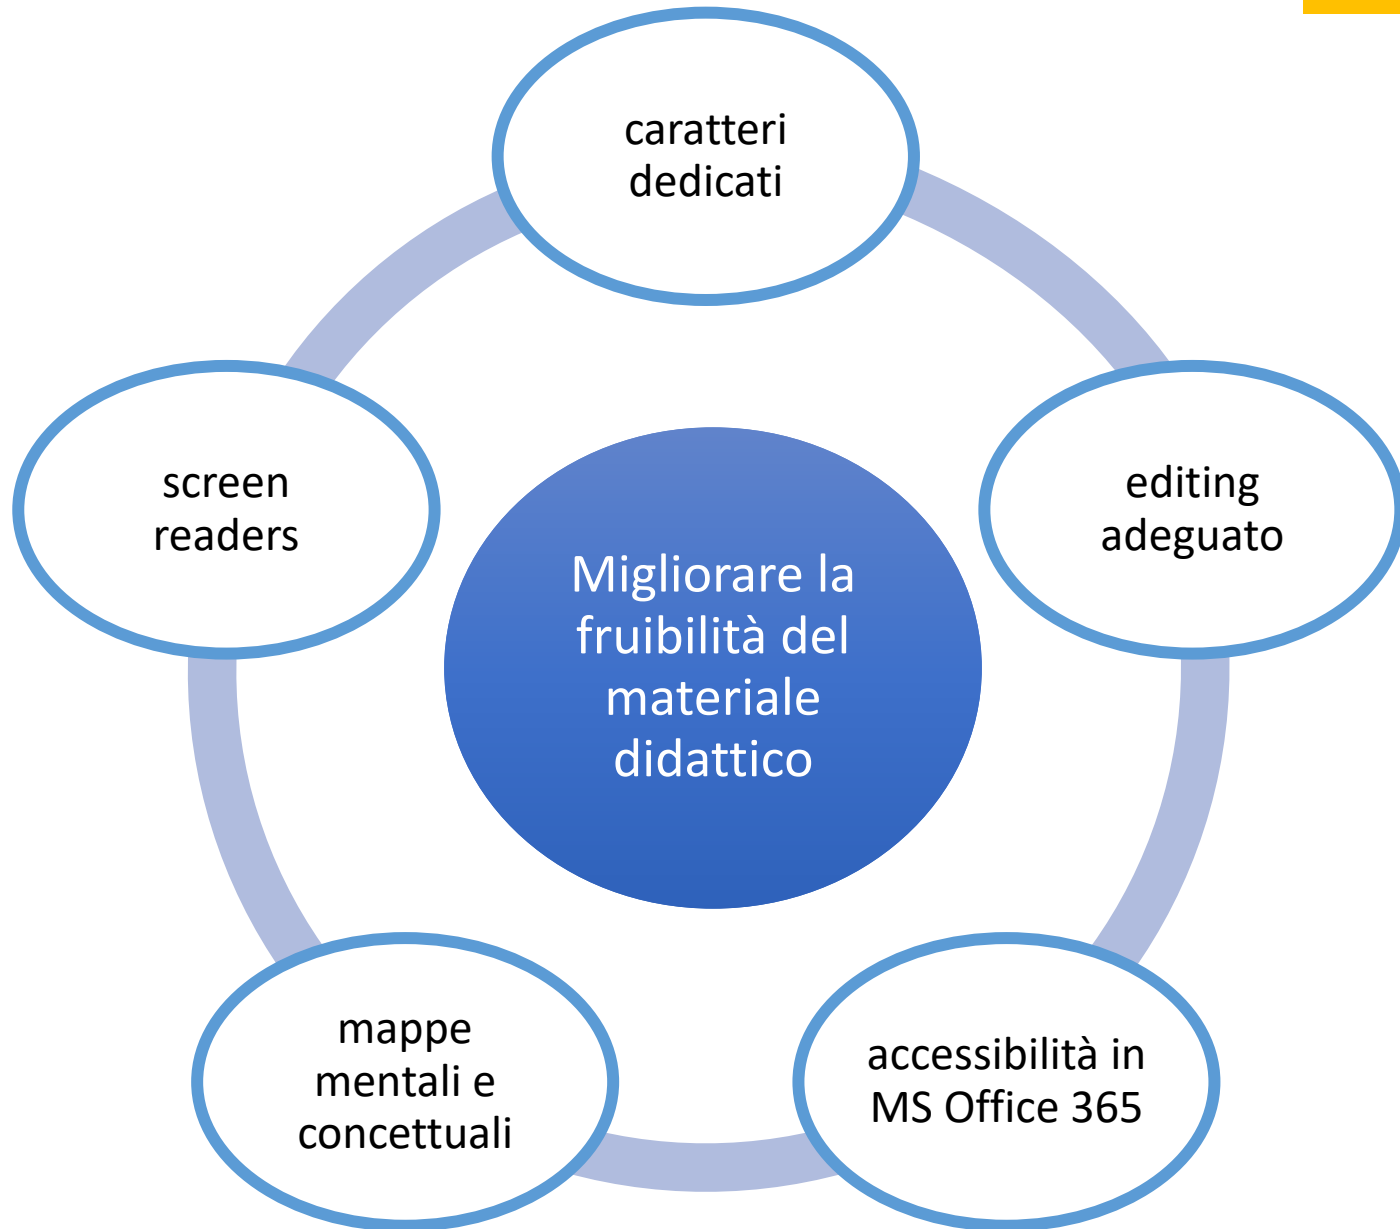 caratteri
dedicati
editing
adeguato
accessibilità in
MS Office 365
mappe
mentali e
concettuali
screen
readers
Migliorare la
fruibilità del
materiale
didattico